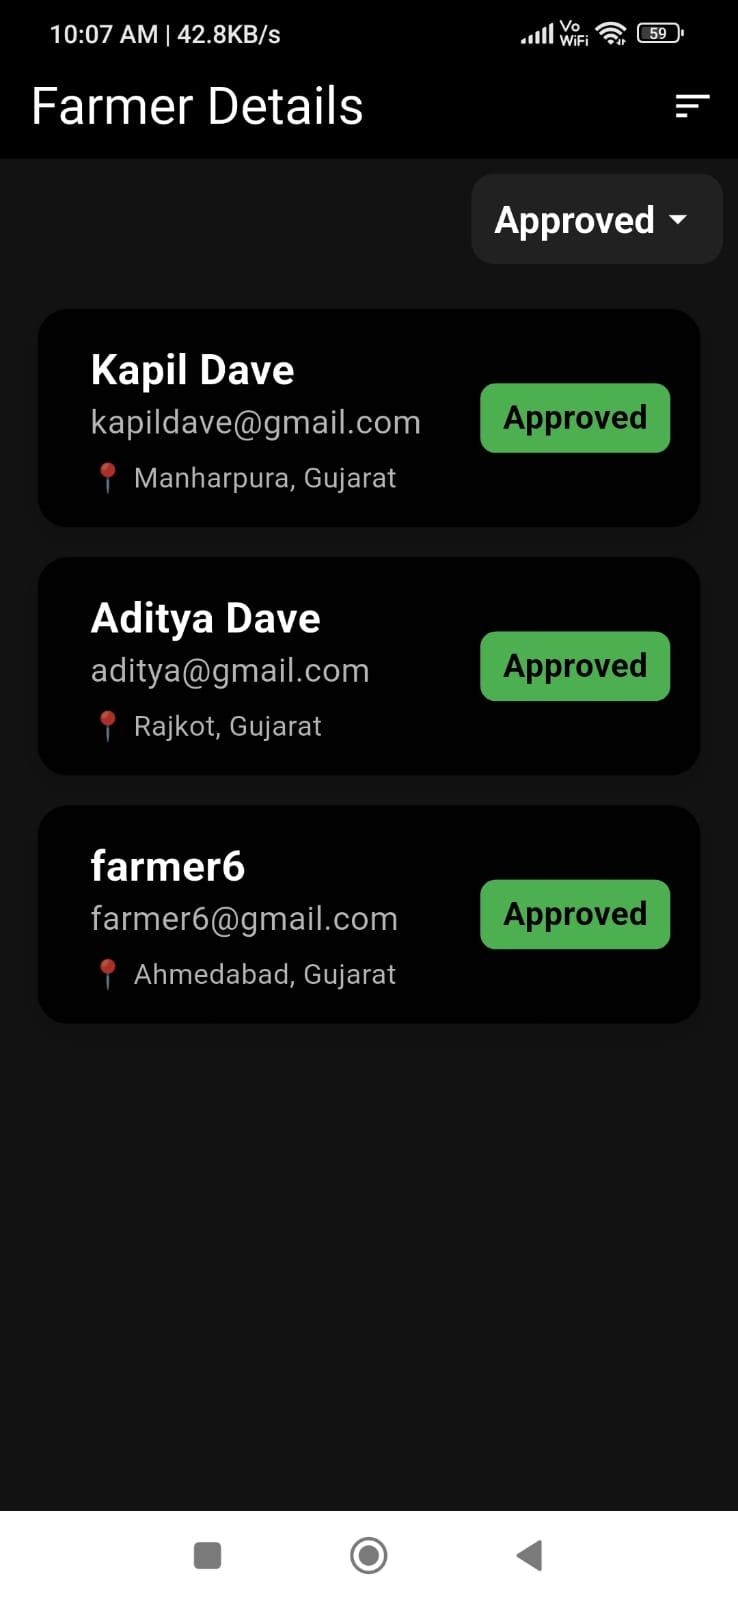 10:07 AM | 42.8KB/s Vo WiFi 59
Farmer Details
Approved
Kapil Dave
kapildave@gmail.com
Approved
📍 Manharpura, Gujarat
Aditya Dave
aditya@gmail.com
Approved
📍 Rajkot, Gujarat
farmer6
farmer6@gmail.com
Approved
📍 Ahmedabad, Gujarat